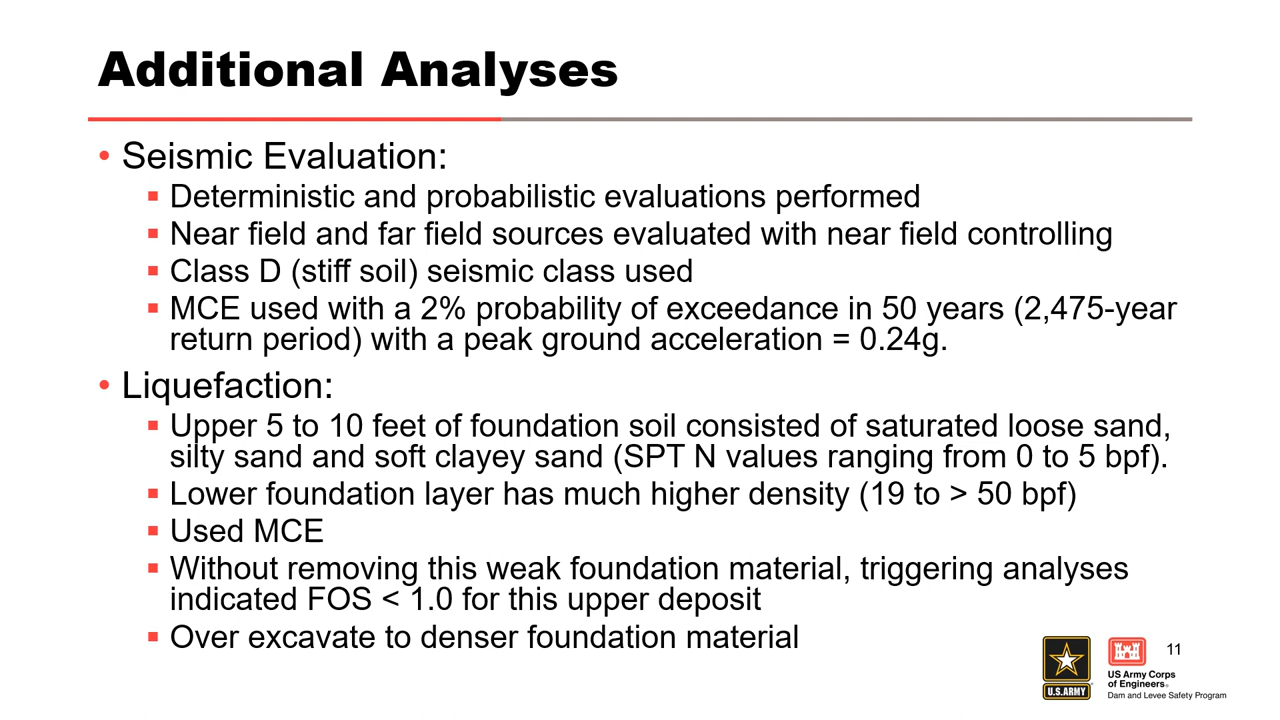 Additional Analyses
• Seismic Evaluation:
▪ Deterministic and probabilistic evaluations performed
▪ Near field and far field sources evaluated with near field controlling
▪ Class D (stiff soil) seismic class used
▪ MCE used with a 2% probability of exceedance in 50 years (2,475-year
return period) with a peak ground acceleration = 0.24g.
• Liquefaction:
▪ Upper 5 to 10 feet of foundation soil consisted of saturated loose sand,
silty sand and soft clayey sand (SPT N values ranging from 0 to 5 bpf).
▪ Lower foundation layer has much higher density (19 to > 50 bpf)
▪ Used MCE
▪ Without removing this weak foundation material, triggering analyses
indicated FOS < 1.0 for this upper deposit
▪ Over excavate to denser foundation material
11
U.S.ARMY
US Army Corps
of Engineers®
Dam and Levee Safety Program